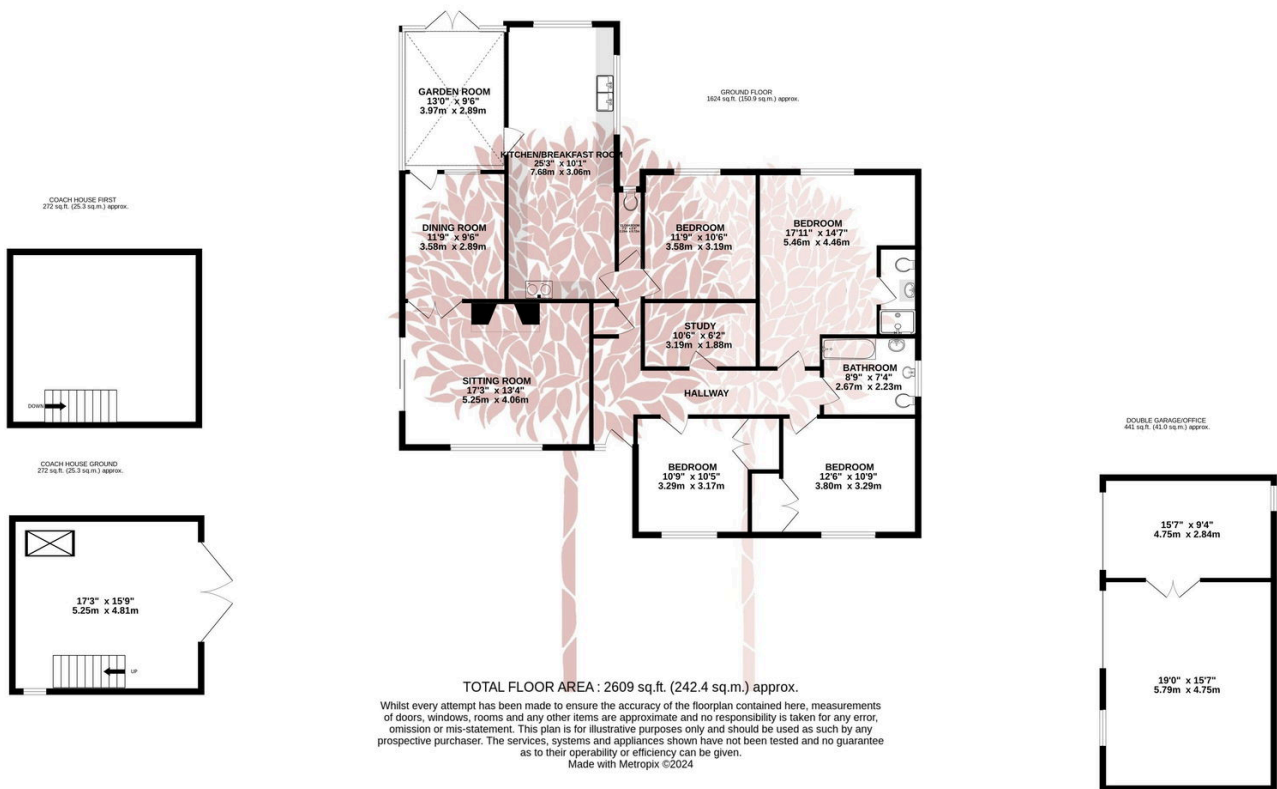 GARDEN ROOM
13'0" x 9'6"
3.97m x 2.89m
GROUND FLOOR
1624 sq.ft. (150.9 sq.m.) approx.
KITCHEN/BREAKFAST ROOM
25'3" x 10'1"
7.68m x 3.06m
COACH HOUSE FIRST
272 sq.ft. (25.3 sq.m.) approx.
DINING ROOM
11'9" x 9'6"
3.58m x 2.89m
BEDROOM
11'9" x 10'6"
3.58m x 3.19m
BEDROOM
17'11" x 14'7"
5.46m x 4.46m
STUDY
10'6" x 6'2"
3.19m x 1.88m
SITTING ROOM
17'3" x 13'4"
5.25m x 4.06m
BATHROOM
8'9" x 7'4"
2.67m x 2.23m
HALLWAY
DOWN
COACH HOUSE GROUND
272 sq.ft. (25.3 sq.m.) approx.
DOUBLE GARAGE/OFFICE
441 sq.ft. (41.0 sq.m.) approx.
BEDROOM
10'9" x 10'5"
3.29m x 3.17m
BEDROOM
12'6" x 10'9"
3.80m x 3.29m
15'7" x 9'4"
4.75m x 2.84m
17'3" x 15'9"
5.25m x 4.81m
UP
19'0" x 15'7"
5.79m x 4.75m
TOTAL FLOOR AREA : 2609 sq.ft. (242.4 sq.m.) approx.
Whilst every attempt has been made to ensure the accuracy of the floorplan contained here, measurements
of doors, windows, rooms and any other items are approximate and no responsibility is taken for any error,
omission or mis-statement. This plan is for illustrative purposes only and should be used as such by any
prospective purchaser. The services, systems and appliances shown have not been tested and no guarantee
as to their operability or efficiency can be given.
Made with Metropix ©2024